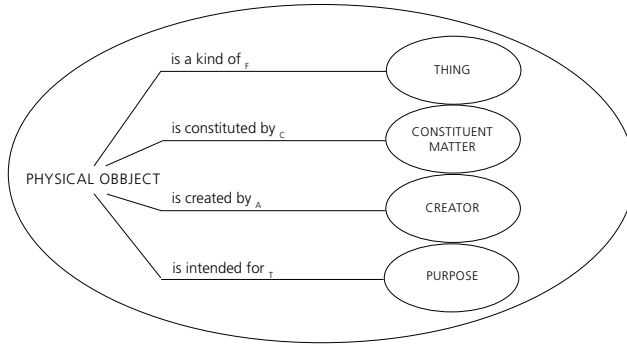 is a kind of F
THING
is constituted by C
CONSTITUENT
MATTER
PHYSICAL OBBJECT
is created by A
CREATOR
is intended for T
PURPOSE